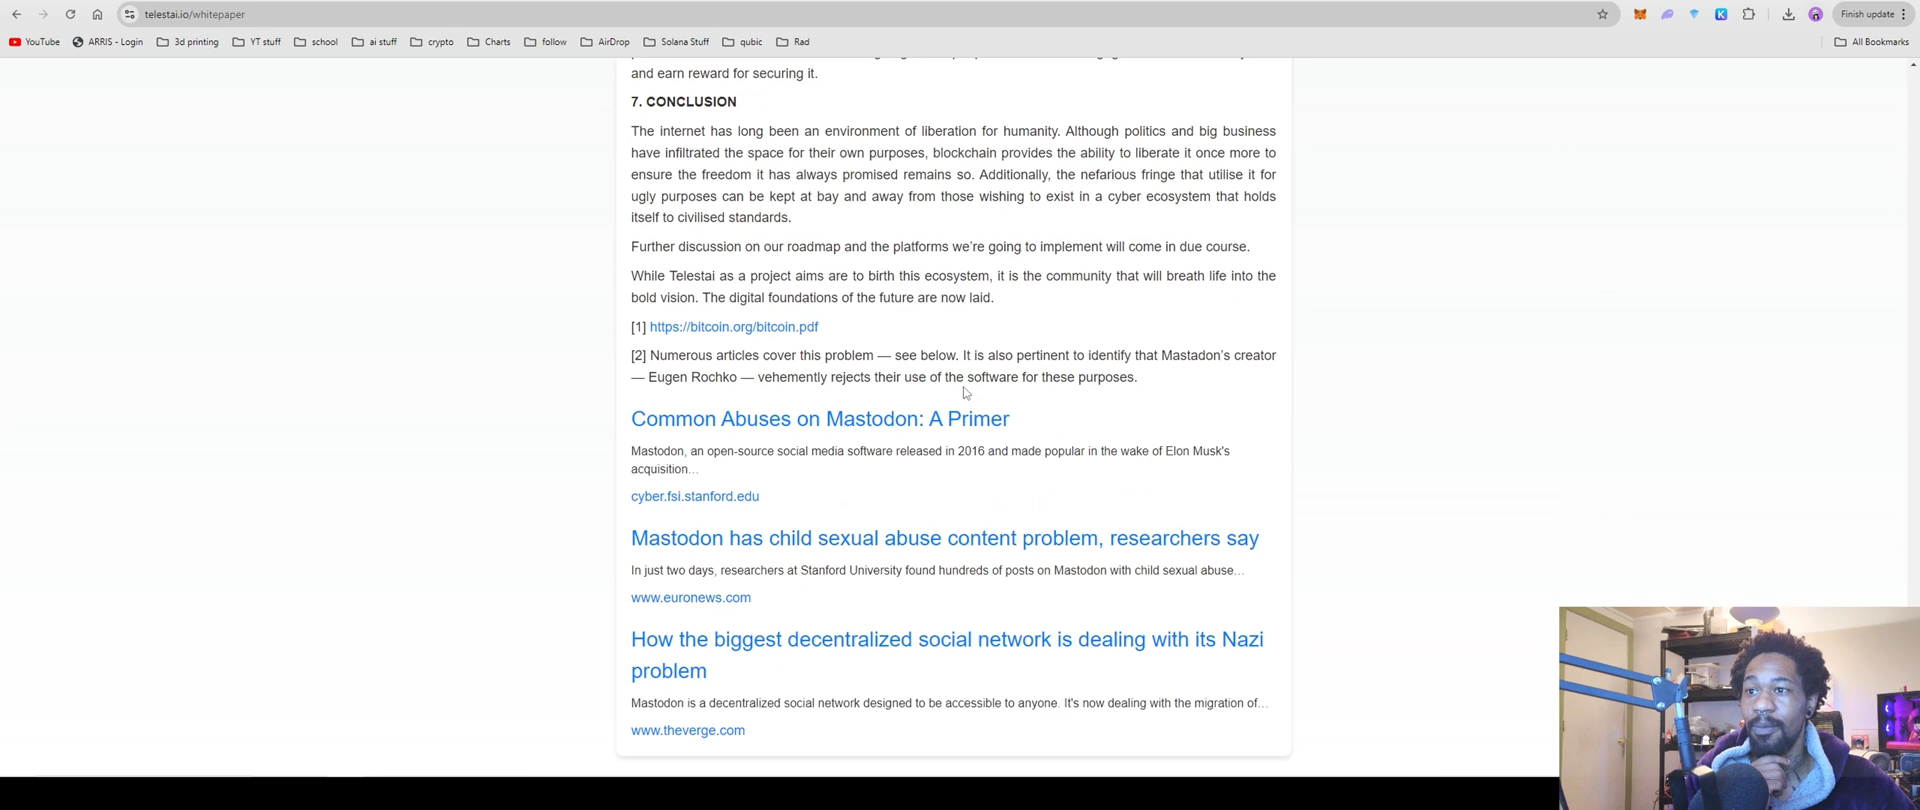 telestai.io/whitepaper
Finish update
YouTube ARRIS - Login 3d printing YT stuff school ai stuff crypto Charts follow AirDrop Solana Stuff qubic Rad All Bookmarks
and earn reward for securing it.
7. CONCLUSION
The internet has long been an environment of liberation for humanity. Although politics and big business
have infiltrated the space for their own purposes, blockchain provides the ability to liberate it once more to
ensure the freedom it has always promised remains so. Additionally, the nefarious fringe that utilise it for
ugly purposes can be kept at bay and away from those wishing to exist in a cyber ecosystem that holds
itself to civilised standards.
Further discussion on our roadmap and the platforms we’re going to implement will come in due course.
While Telestai as a project aims are to birth this ecosystem, it is the community that will breath life into the
bold vision. The digital foundations of the future are now laid.
[1] https://bitcoin.org/bitcoin.pdf
[2] Numerous articles cover this problem — see below. It is also pertinent to identify that Mastadon’s creator
— Eugen Rochko — vehemently rejects their use of the software for these purposes.
Common Abuses on Mastodon: A Primer
Mastodon, an open-source social media software released in 2016 and made popular in the wake of Elon Musk's
acquisition…
cyber.fsi.stanford.edu
Mastodon has child sexual abuse content problem, researchers say
In just two days, researchers at Stanford University found hundreds of posts on Mastodon with child sexual abuse…
www.euronews.com
How the biggest decentralized social network is dealing with its Nazi
problem
Mastodon is a decentralized social network designed to be accessible to anyone. It's now dealing with the migration of…
www.theverge.com